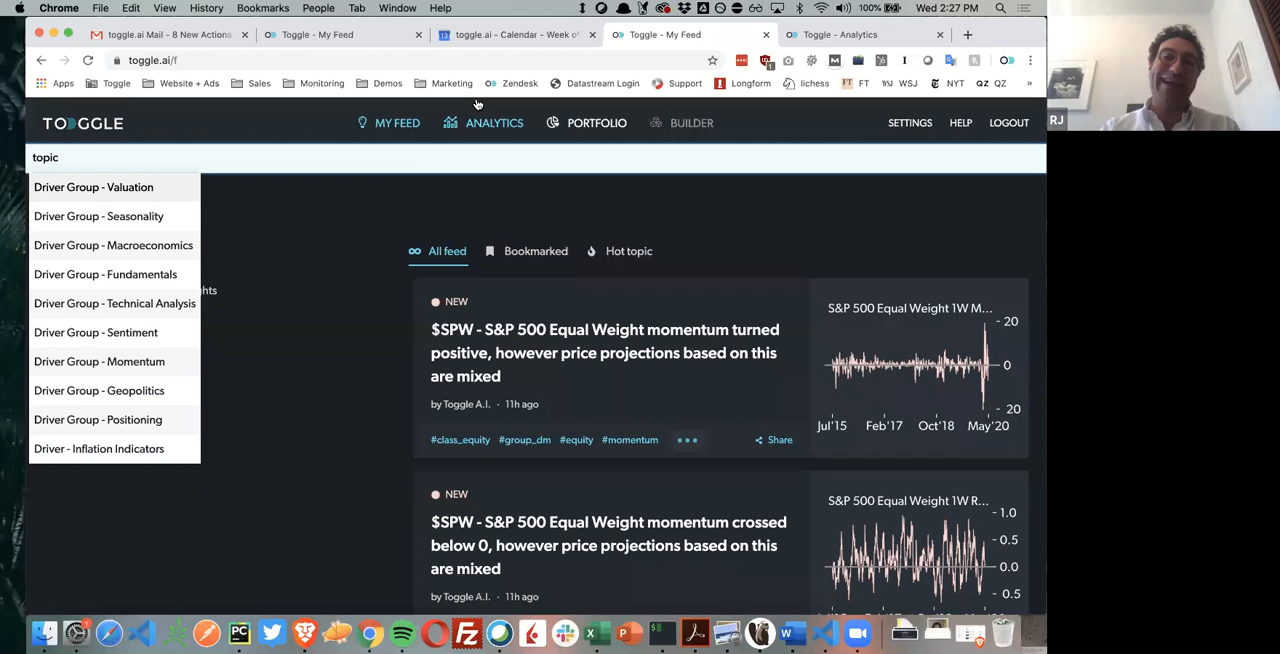 Chrome File Edit View History Bookmarks People Tab Window Help 100% Wed 2:27 PM
toggle.ai Mail - 8 New Actiona Toggle - My Feed toggle.ai - Calendar - Week of Toggle - My Feed Toggle - Analytics
toggle.ai/f
Apps Toggle Website + Ads Sales Monitoring Demos Marketing Zendesk Datastream Login Support Longform lichess FT WSJ NYT QZ QZ »
RJ
TOGGLE MY FEED ANALYTICS PORTFOLIO BUILDER SETTINGS HELP LOGOUT
topic
Driver Group - Valuation
Driver Group - Seasonality
Driver Group - Macroeconomics
Driver Group - Fundamentals
Driver Group - Technical Analysis
Driver Group - Sentiment
Driver Group - Momentum
Driver Group - Geopolitics
Driver Group - Positioning
Driver - Inflation Indicators
ghts
All feed Bookmarked Hot topic
NEW
$SPW - S&P 500 Equal Weight momentum turned
positive, however price projections based on this
are mixed
by Toggle A.I. · 11h ago
#class_equity #group_dm #equity #momentum Share
S&P 500 Equal Weight 1W M...
20
0
20
Jul'15 Feb'17 Oct'18 May'20
NEW
$SPW - S&P 500 Equal Weight momentum crossed
below 0, however price projections based on this
are mixed
by Toggle A.I. · 11h ago
S&P 500 Equal Weight 1W R...
1.0
0.5
0.0
0.5